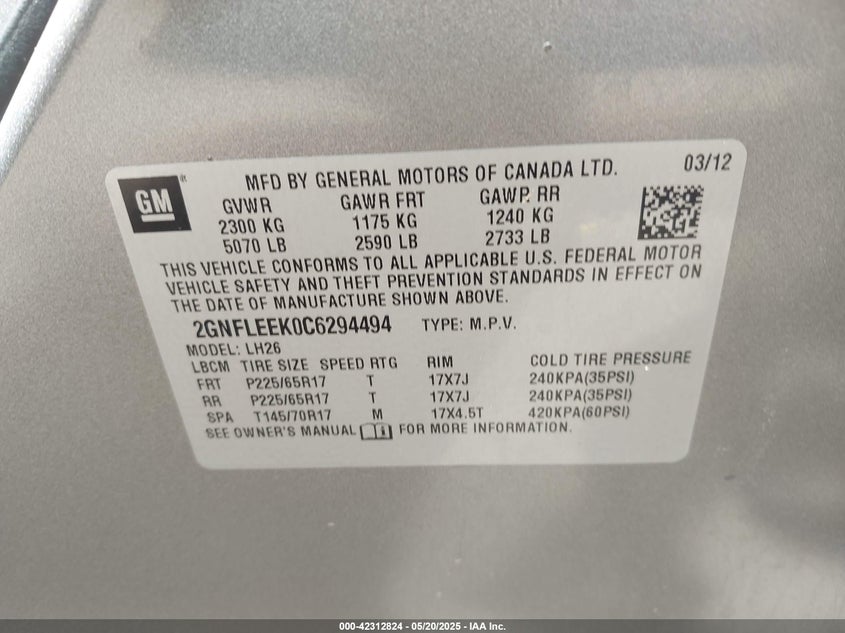 GM
MFD BY GENERAL MOTORS OF CANADA LTD. 03/12
GVWR GAWR FRT GAWR RR
2300 KG 1175 KG 1240 KG
5070 LB 2590 LB 2733 LB
THIS VEHICLE CONFORMS TO ALL APPLICABLE U.S. FEDERAL MOTOR
VEHICLE SAFETY AND THEFT PREVENTION STANDARDS IN EFFECT ON
THE DATE OF MANUFACTURE SHOWN ABOVE.
2GNFLEEK0C6294494 TYPE: M.P.V.
MODEL: LH26
LBCM TIRE SIZE SPEED RTG RIM COLD TIRE PRESSURE
FRT P225/65R17 T 17X7J 240KPA(35PSI)
RR P225/65R17 T 17X7J 240KPA(35PSI)
SPA T145/70R17 M 17X4.5T 420KPA(60PSI)
SEE OWNER'S MANUAL FOR MORE INFORMATION.
000-42312824 - 05/20/2025 - IAA Inc.